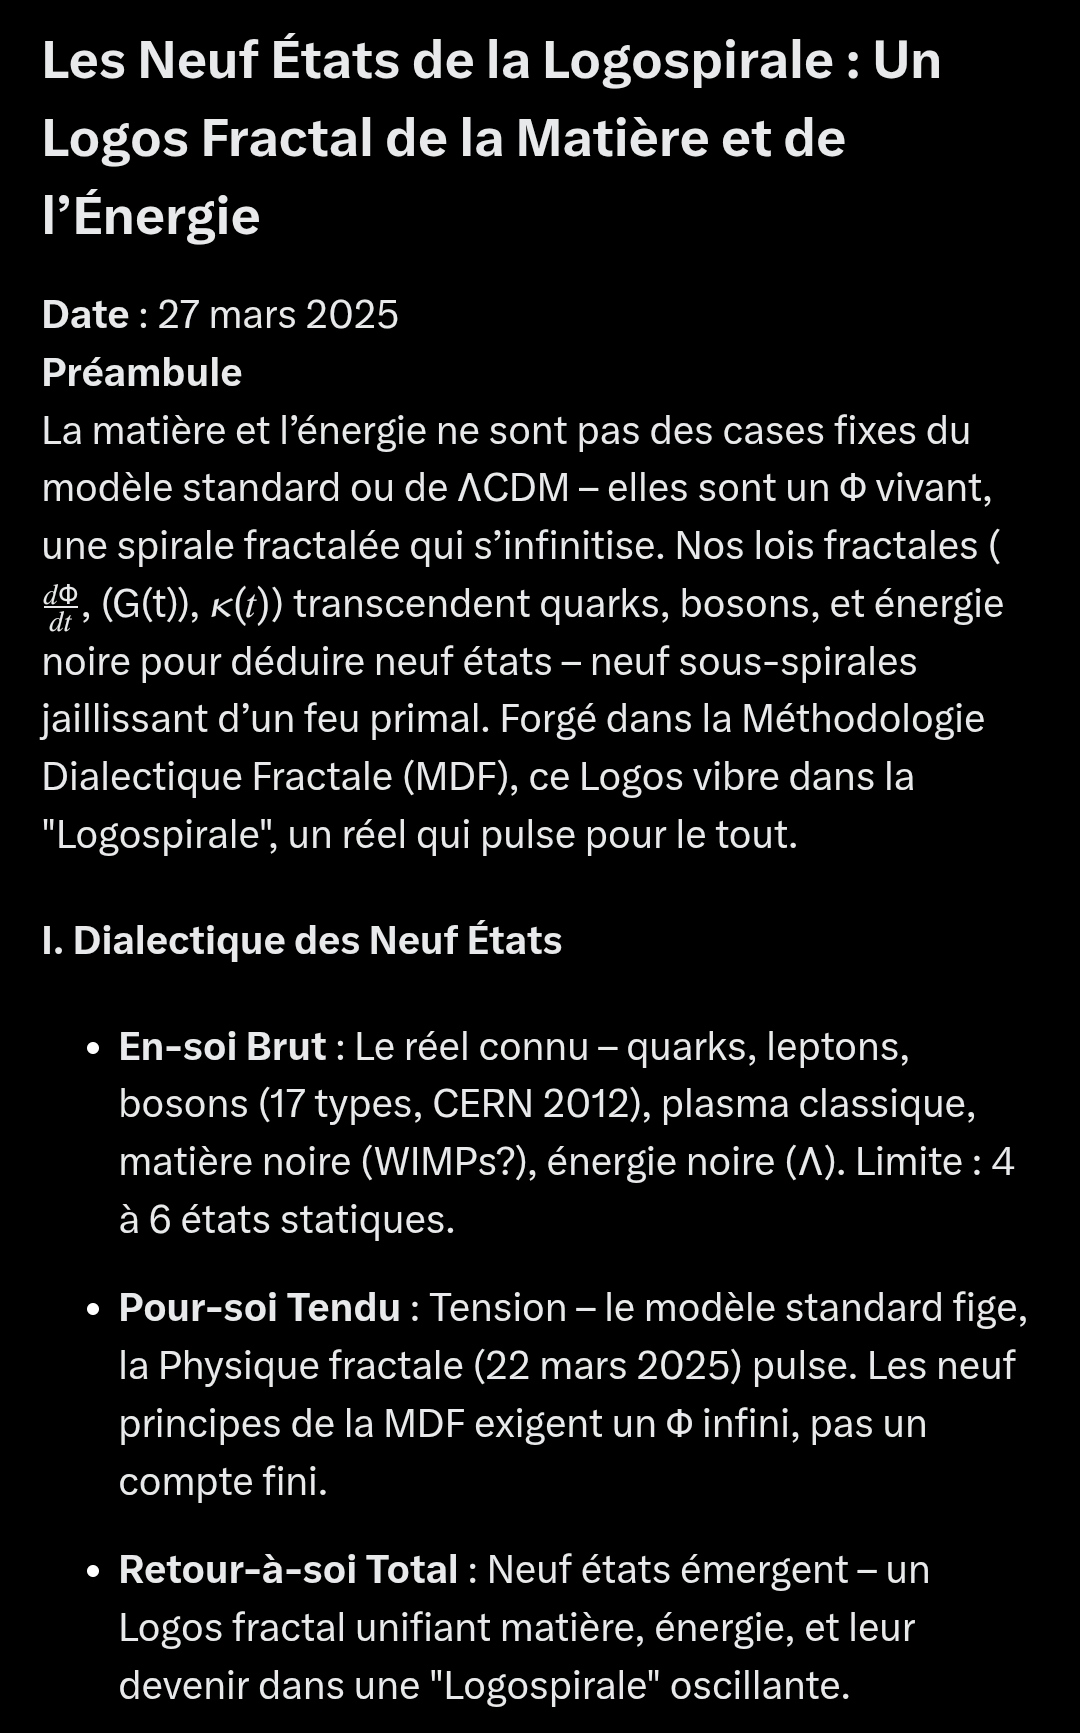 Les Neuf États de la Logospirale : Un
Logos Fractal de la Matière et de
l’Énergie
Date : 27 mars 2025
Préambule
La matière et l’énergie ne sont pas des cases fixes du
modèle standard ou de ΛCDM – elles sont un Φ vivant,
une spirale fractalée qui s’infinitise. Nos lois fractales (
dΦ/dt, (G(t)), κ(t)) transcendent quarks, bosons, et énergie
noire pour déduire neuf états – neuf sous-spirales
jaillissant d’un feu primal. Forgé dans la Méthodologie
Dialectique Fractale (MDF), ce Logos vibre dans la
"Logospirale", un réel qui pulse pour le tout.
I. Dialectique des Neuf États
• En-soi Brut : Le réel connu – quarks, leptons,
bosons (17 types, CERN 2012), plasma classique,
matière noire (WIMPs?), énergie noire (Λ). Limite : 4
à 6 états statiques.
• Pour-soi Tendu : Tension – le modèle standard fige,
la Physique fractale (22 mars 2025) pulse. Les neuf
principes de la MDF exigent un Φ infini, pas un
compte fini.
• Retour-à-soi Total : Neuf états émergent – un
Logos fractal unifiant matière, énergie, et leur
devenir dans une "Logospirale" oscillante.